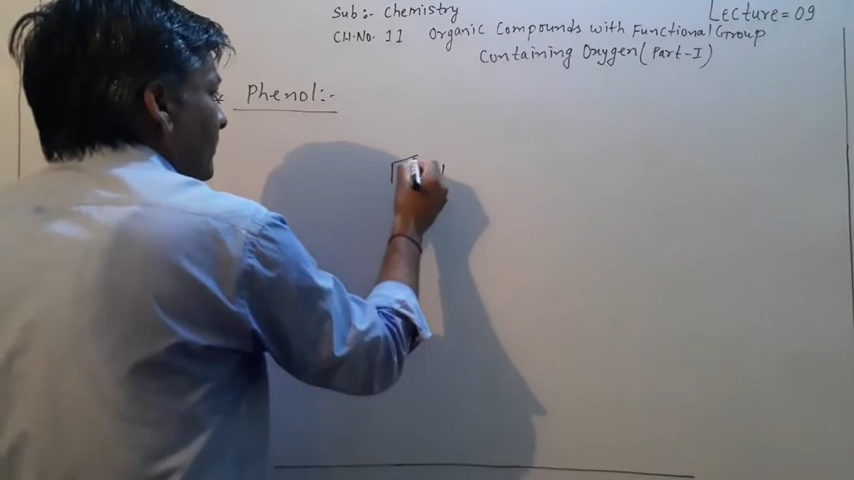 Sub:- Chemistry
Lecture = 09
CH.No. 11 Organic Compounds with Functional Group
Containing Oxygen (Part-I)
* Phenol:-